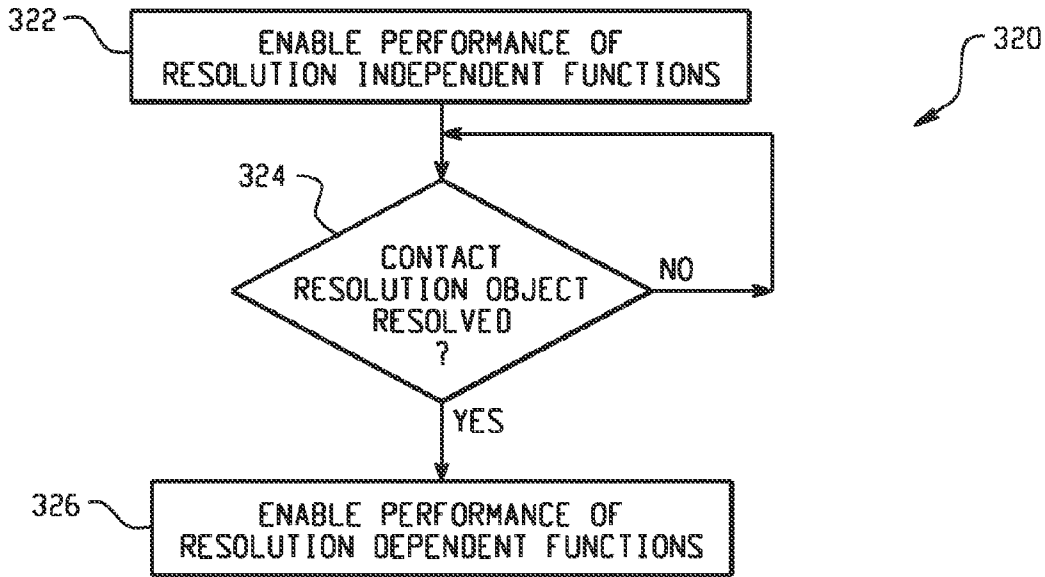 322
ENABLE PERFORMANCE OF
RESOLUTION INDEPENDENT FUNCTIONS
320
324
CONTACT
RESOLUTION OBJECT
RESOLVED
?
NO
YES
326
ENABLE PERFORMANCE OF
RESOLUTION DEPENDENT FUNCTIONS